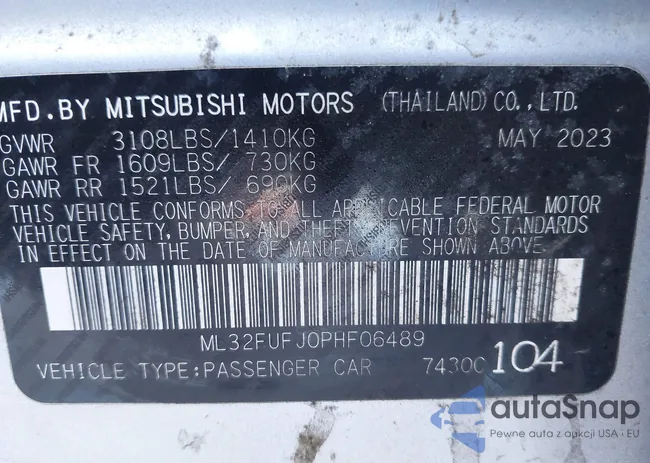 MFD. BY MITSUBISHI MOTORS (THAILAND) CO., LTD.
GVWR 3108LBS/1410KG MAY 2023
GAWR FR 1609LBS/ 730KG
GAWR RR 1521LBS/ 690KG
THIS VEHICLE CONFORMS TO ALL APPLICABLE FEDERAL MOTOR
VEHICLE SAFETY, BUMPER, AND THEFT PREVENTION STANDARDS
IN EFFECT ON THE DATE OF MANUFACTURE SHOWN ABOVE.
ML32FUFJ0PHF06489
VEHICLE TYPE:PASSENGER CAR 7430C 104
autaSnap
Pewne auta z aukcji USA i EU